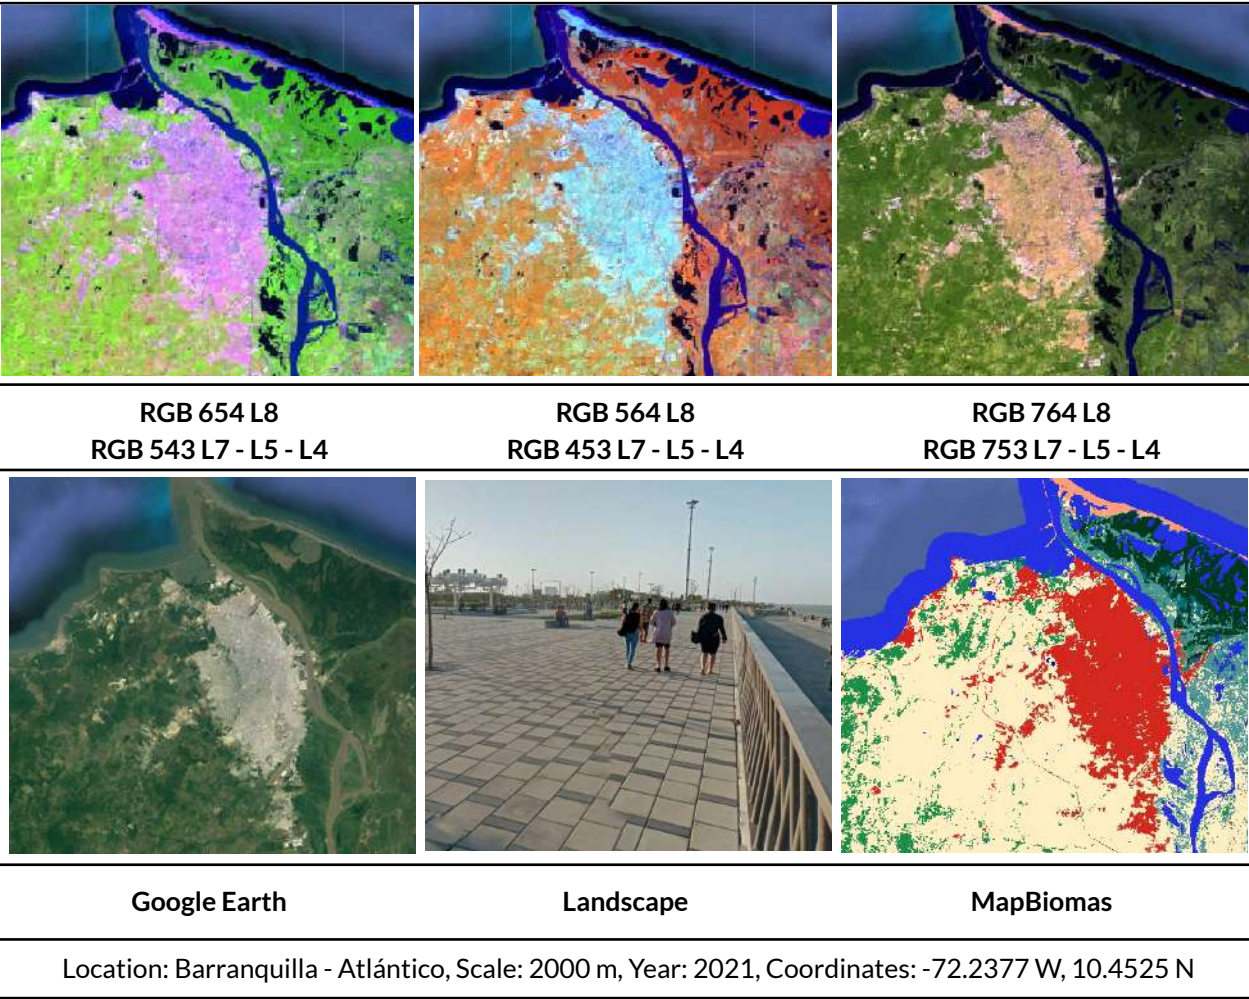 RGB 654 L8
RGB 543 L7 - L5 - L4
RGB 564 L8
RGB 453 L7 - L5 - L4
RGB 764 L8
RGB 753 L7 - L5 - L4
Google Earth
Landscape
MapBiomas
Location: Barranquilla - Atlántico, Scale: 2000 m, Year: 2021, Coordinates: -72.2377 W, 10.4525 N